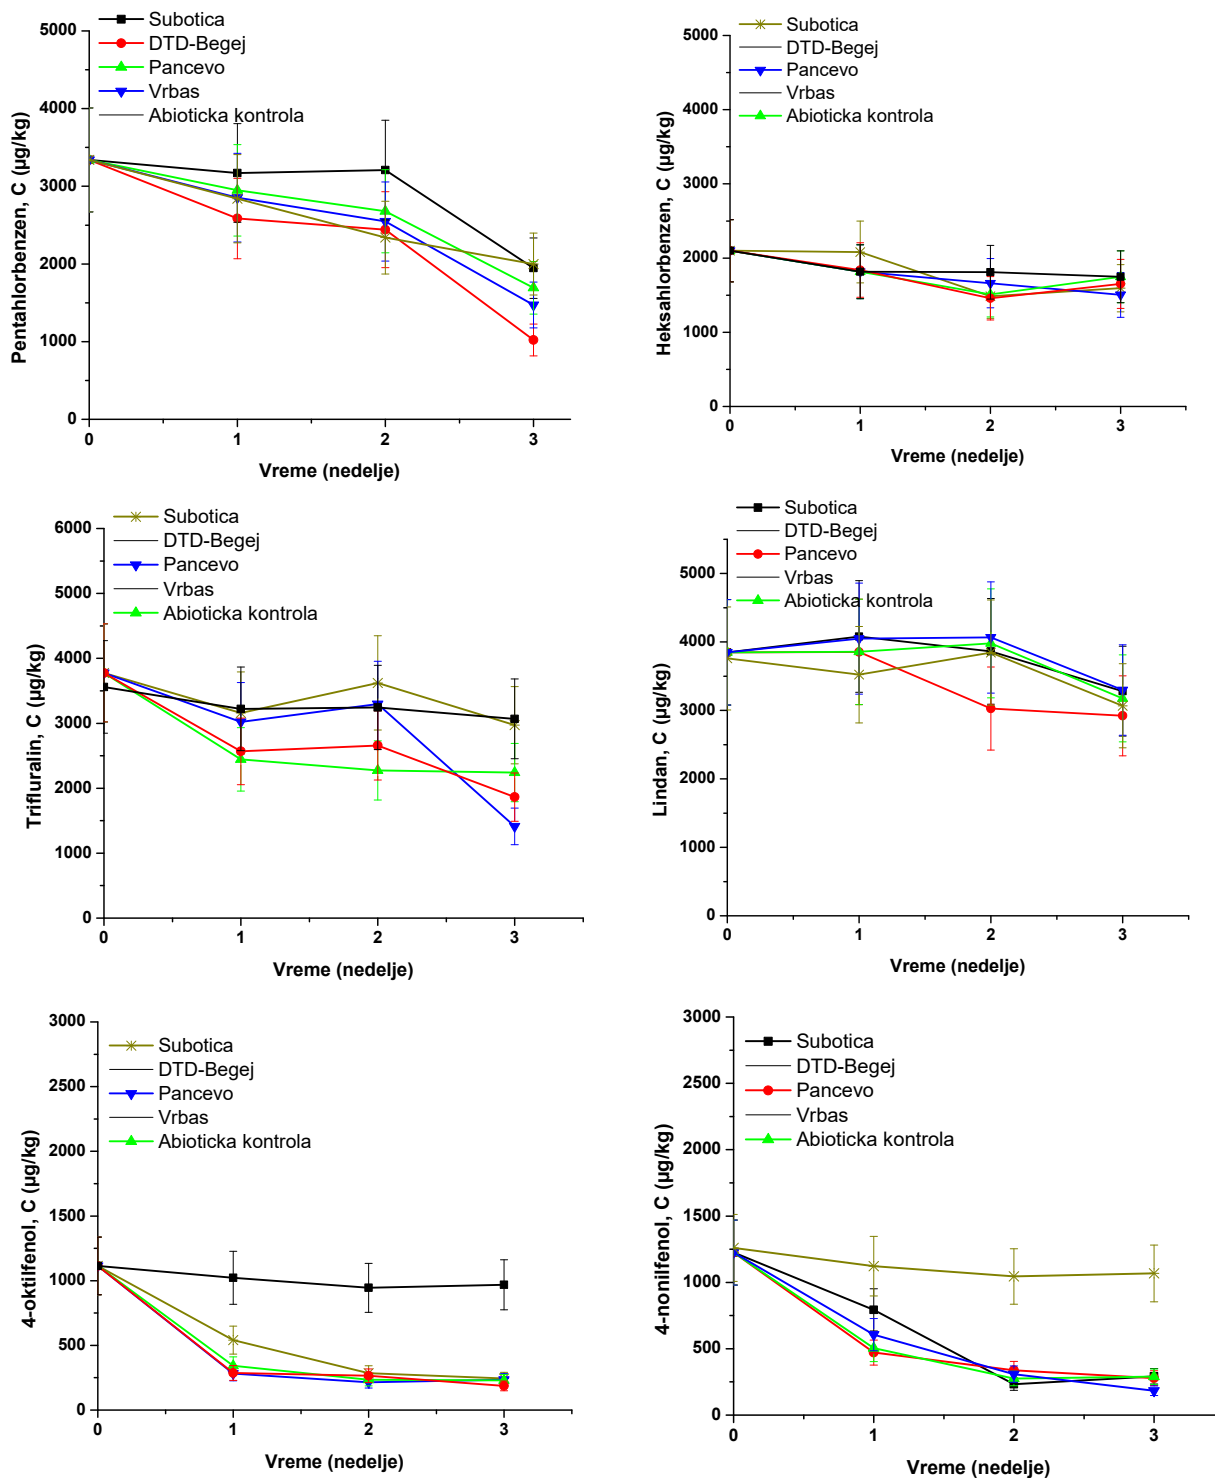 Subotica
DTD-Begej
Pancevo
Vrbas
Abioticka kontrola
5000
4000
3000
2000
1000
0
Pentahlorbenzen, C (µg/kg)
0 1 2 3
Vreme (nedelje)
Subotica
DTD-Begej
Pancevo
Vrbas
Abioticka kontrola
5000
4000
3000
2000
1000
0
Heksahlorbenzen, C (µg/kg)
0 1 2 3
Vreme (nedelje)
Subotica
DTD-Begej
Pancevo
Vrbas
Abioticka kontrola
6000
5000
4000
3000
2000
1000
0
Trifluralin, C (µg/kg)
0 1 2 3
Vreme (nedelje)
Subotica
DTD-Begej
Pancevo
Vrbas
Abioticka kontrola
5000
4000
3000
2000
1000
0
Lindan, C (µg/kg)
0 1 2 3
Vreme (nedelje)
Subotica
DTD-Begej
Pancevo
Vrbas
Abioticka kontrola
3000
2500
2000
1500
1000
500
0
4-oktilfenol, C (µg/kg)
0 1 2 3
Vreme (nedelje)
Subotica
DTD-Begej
Pancevo
Vrbas
Abioticka kontrola
3000
2500
2000
1500
1000
500
0
4-nonilfenol, C (µg/kg)
0 1 2 3
Vreme (nedelje)